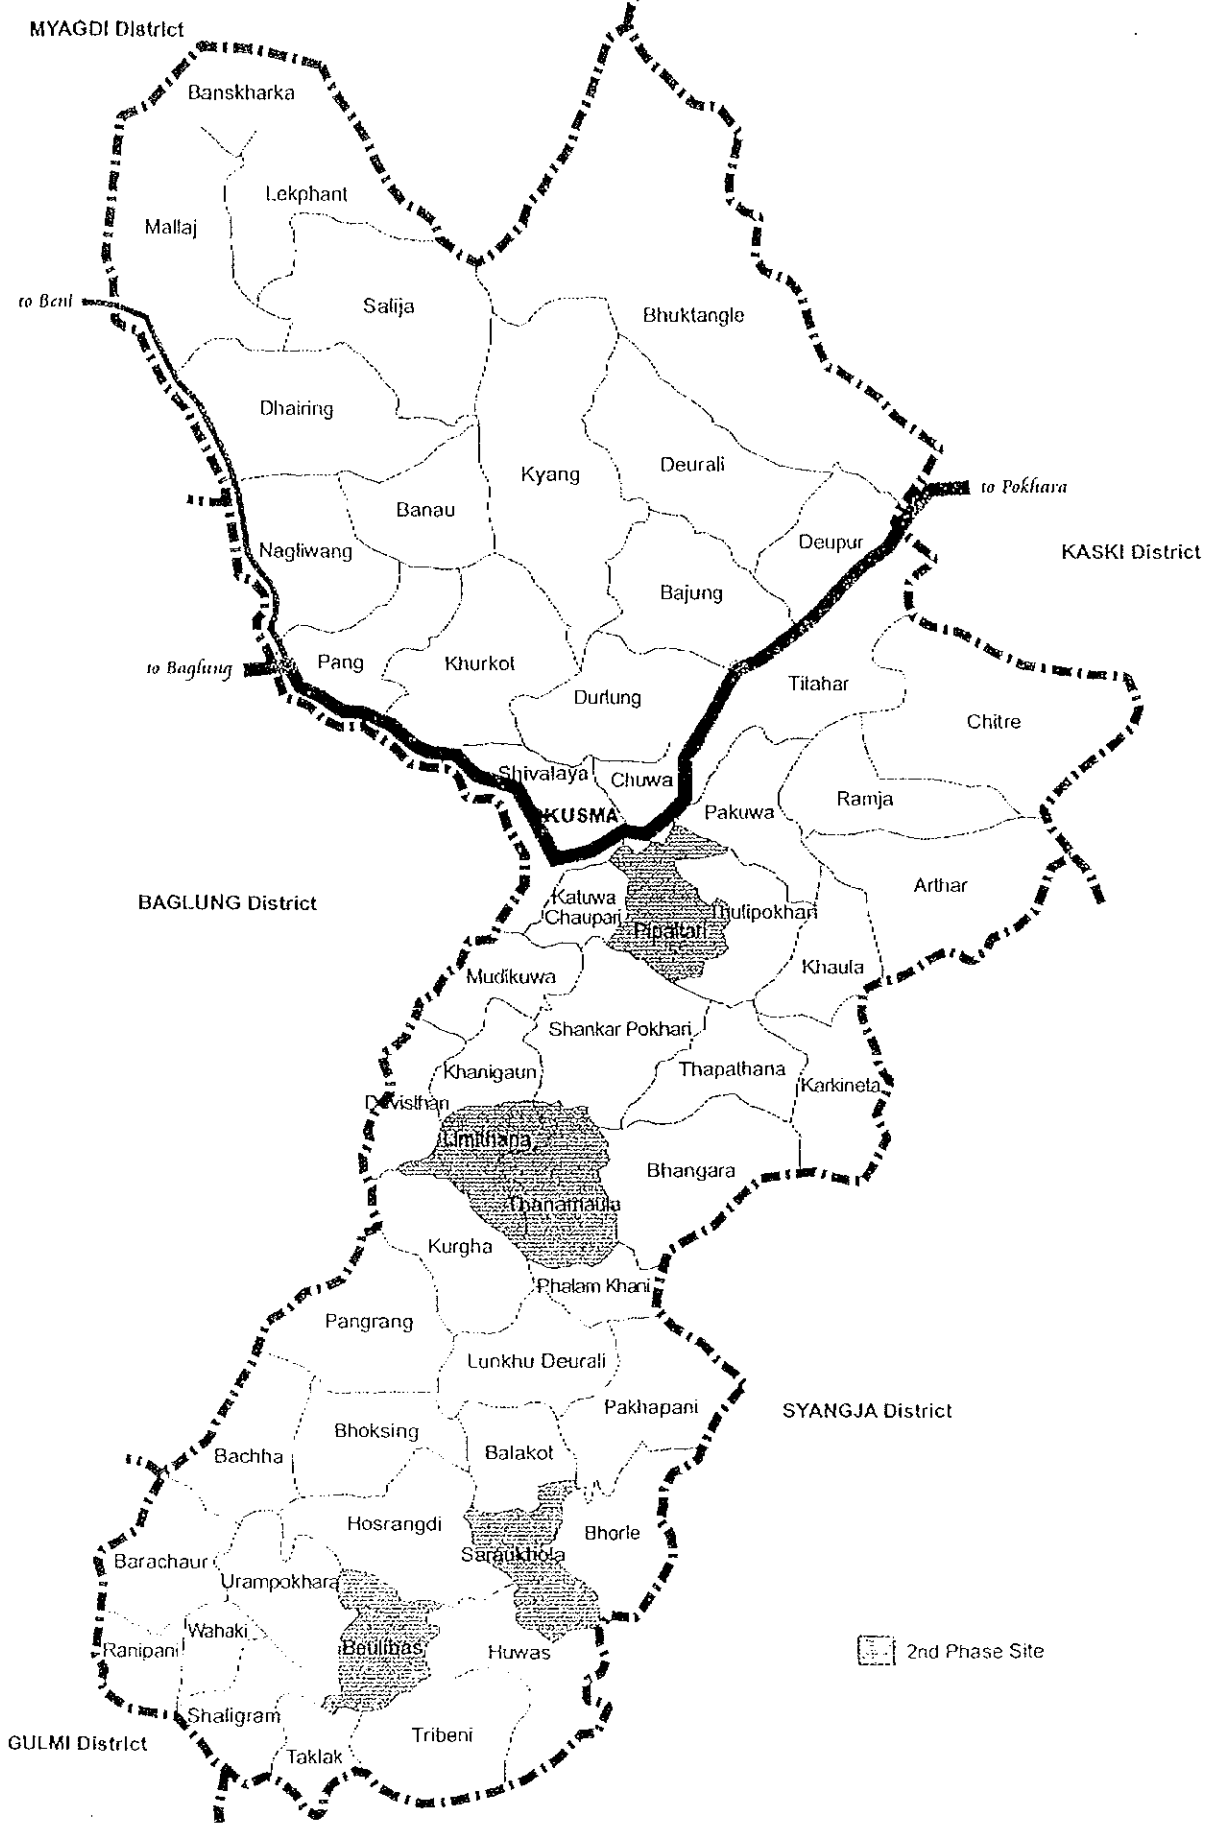 MYAGDI District
Banskharka
Lekphant
Mallaj
to Beni
Salija
Bhuktangle
Dhairing
Kyang
Deurali
to Pokhara
Banau
Nagliwang
Deupur
KASKI District
Bajung
to Baglung
Pang
Khurkot
Durlung
Tilahar
Chitre
Shivalaya
Chuwa
KUSMA
Pakuwa
Ramja
BAGLUNG District
Katuwa
Chaupari
Pipaltari
Thulipokhari
Arthar
Mudikuwa
Khaula
Shankar Pokhari
Khanigaun
Thapathana
Karkineta
Devisthan
Limithana
Bhangara
Thanamaula
Kurgha
Phalam Khani
Pangrang
Lunkhu Deurali
Pakhapani
SYANGJA District
Bhoksing
Bachha
Balakot
Hosrangdi
Bhorle
Saraukhola
Barachaur
Urampokhara
Wahaki
Ranipani
Beulibas
Huwas
2nd Phase Site
Shaligram
GULMI District
Taklak
Tribeni